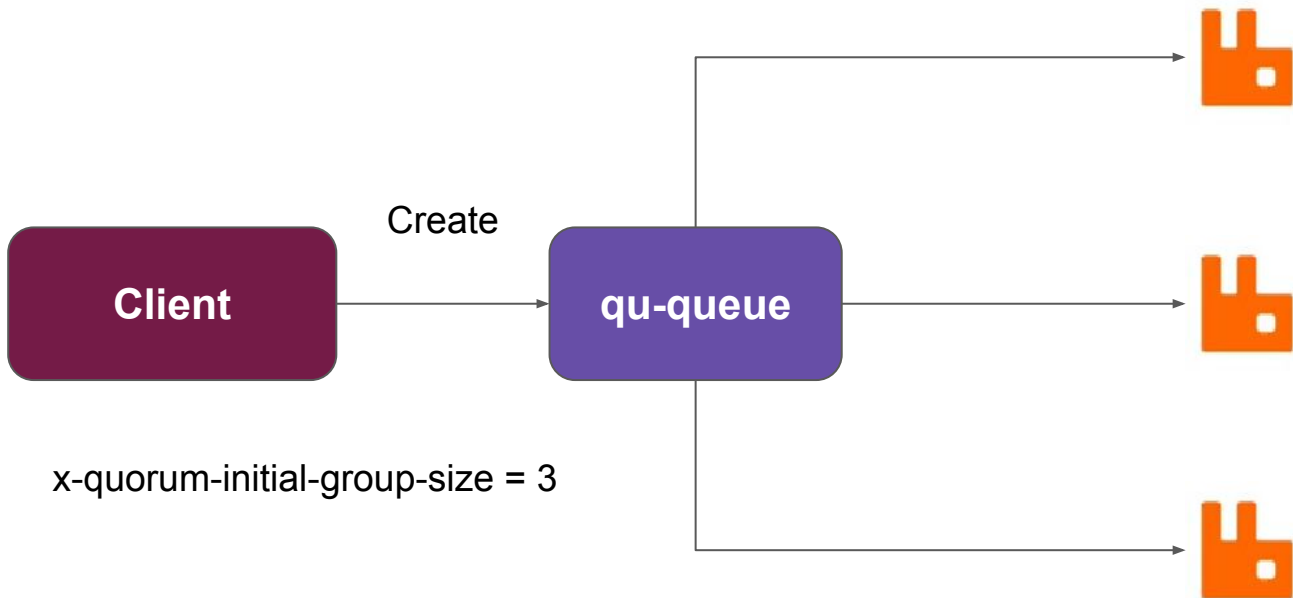 Create
Client
qu-queue
x-quorum-initial-group-size = 3